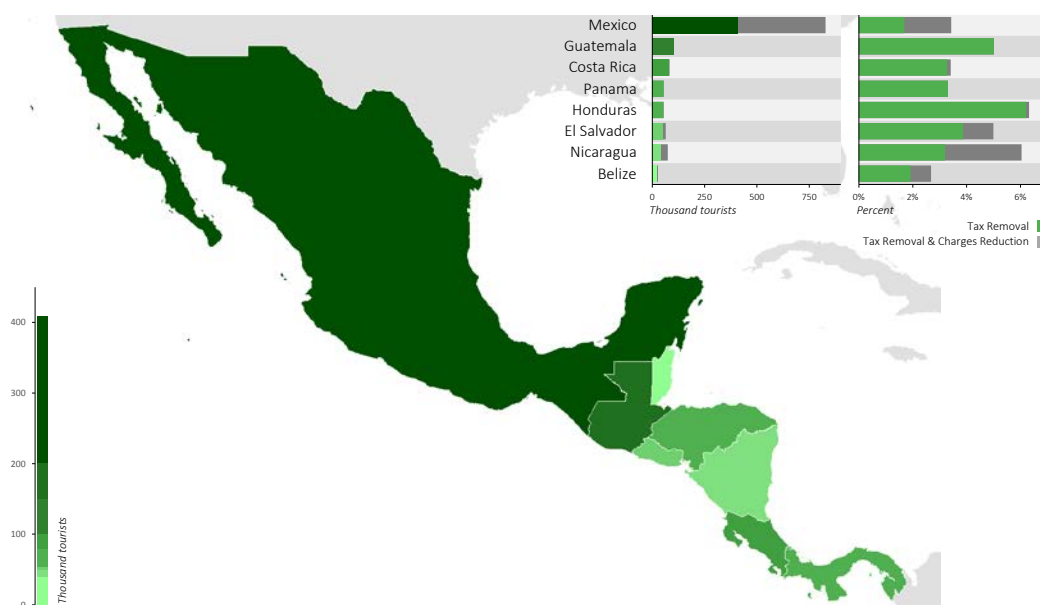 Mexico
Guatemala
Costa Rica
Panama
Honduras
El Salvador
Nicaragua
Belize
0 250 500 750
Thousand tourists
0% 2% 4% 6%
Percent
Tax Removal
Tax Removal & Charges Reduction
400
300
200
100
0
Thousand tourists